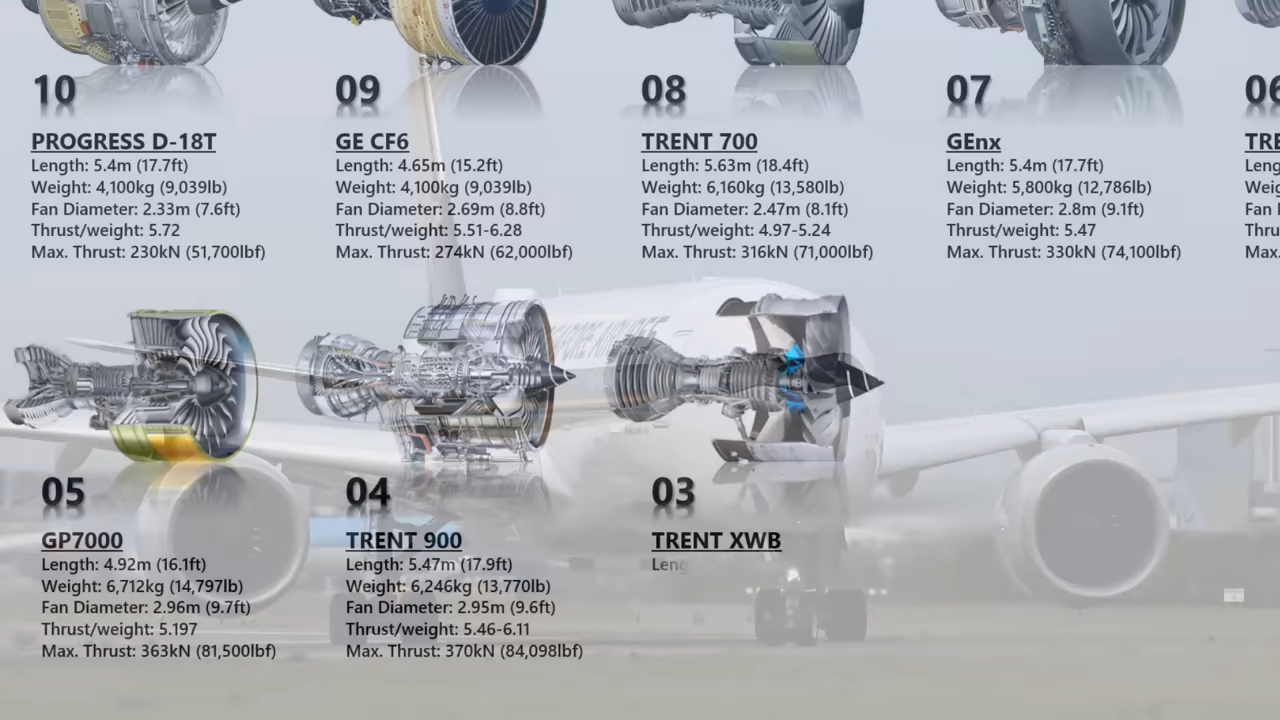 10
PROGRESS D-18T
Length: 5.4m (17.7ft)
Weight: 4,100kg (9,039lb)
Fan Diameter: 2.33m (7.6ft)
Thrust/weight: 5.72
Max. Thrust: 230kN (51,700lbf)
09
GE CF6
Length: 4.65m (15.2ft)
Weight: 4,100kg (9,039lb)
Fan Diameter: 2.69m (8.8ft)
Thrust/weight: 5.51-6.28
Max. Thrust: 274kN (62,000lbf)
08
TRENT 700
Length: 5.63m (18.4ft)
Weight: 6,160kg (13,580lb)
Fan Diameter: 2.47m (8.1ft)
Thrust/weight: 4.97-5.24
Max. Thrust: 316kN (71,000lbf)
07
GEnx
Length: 5.4m (17.7ft)
Weight: 5,800kg (12,786lb)
Fan Diameter: 2.8m (9.1ft)
Thrust/weight: 5.47
Max. Thrust: 330kN (74,100lbf)
06
TRE
Leng
Weig
Fan
Thru
Max.
05
GP7000
Length: 4.92m (16.1ft)
Weight: 6,712kg (14,797lb)
Fan Diameter: 2.96m (9.7ft)
Thrust/weight: 5.197
Max. Thrust: 363kN (81,500lbf)
04
TRENT 900
Length: 5.47m (17.9ft)
Weight: 6,246kg (13,770lb)
Fan Diameter: 2.95m (9.6ft)
Thrust/weight: 5.46-6.11
Max. Thrust: 370kN (84,098lbf)
03
TRENT XWB
Leng